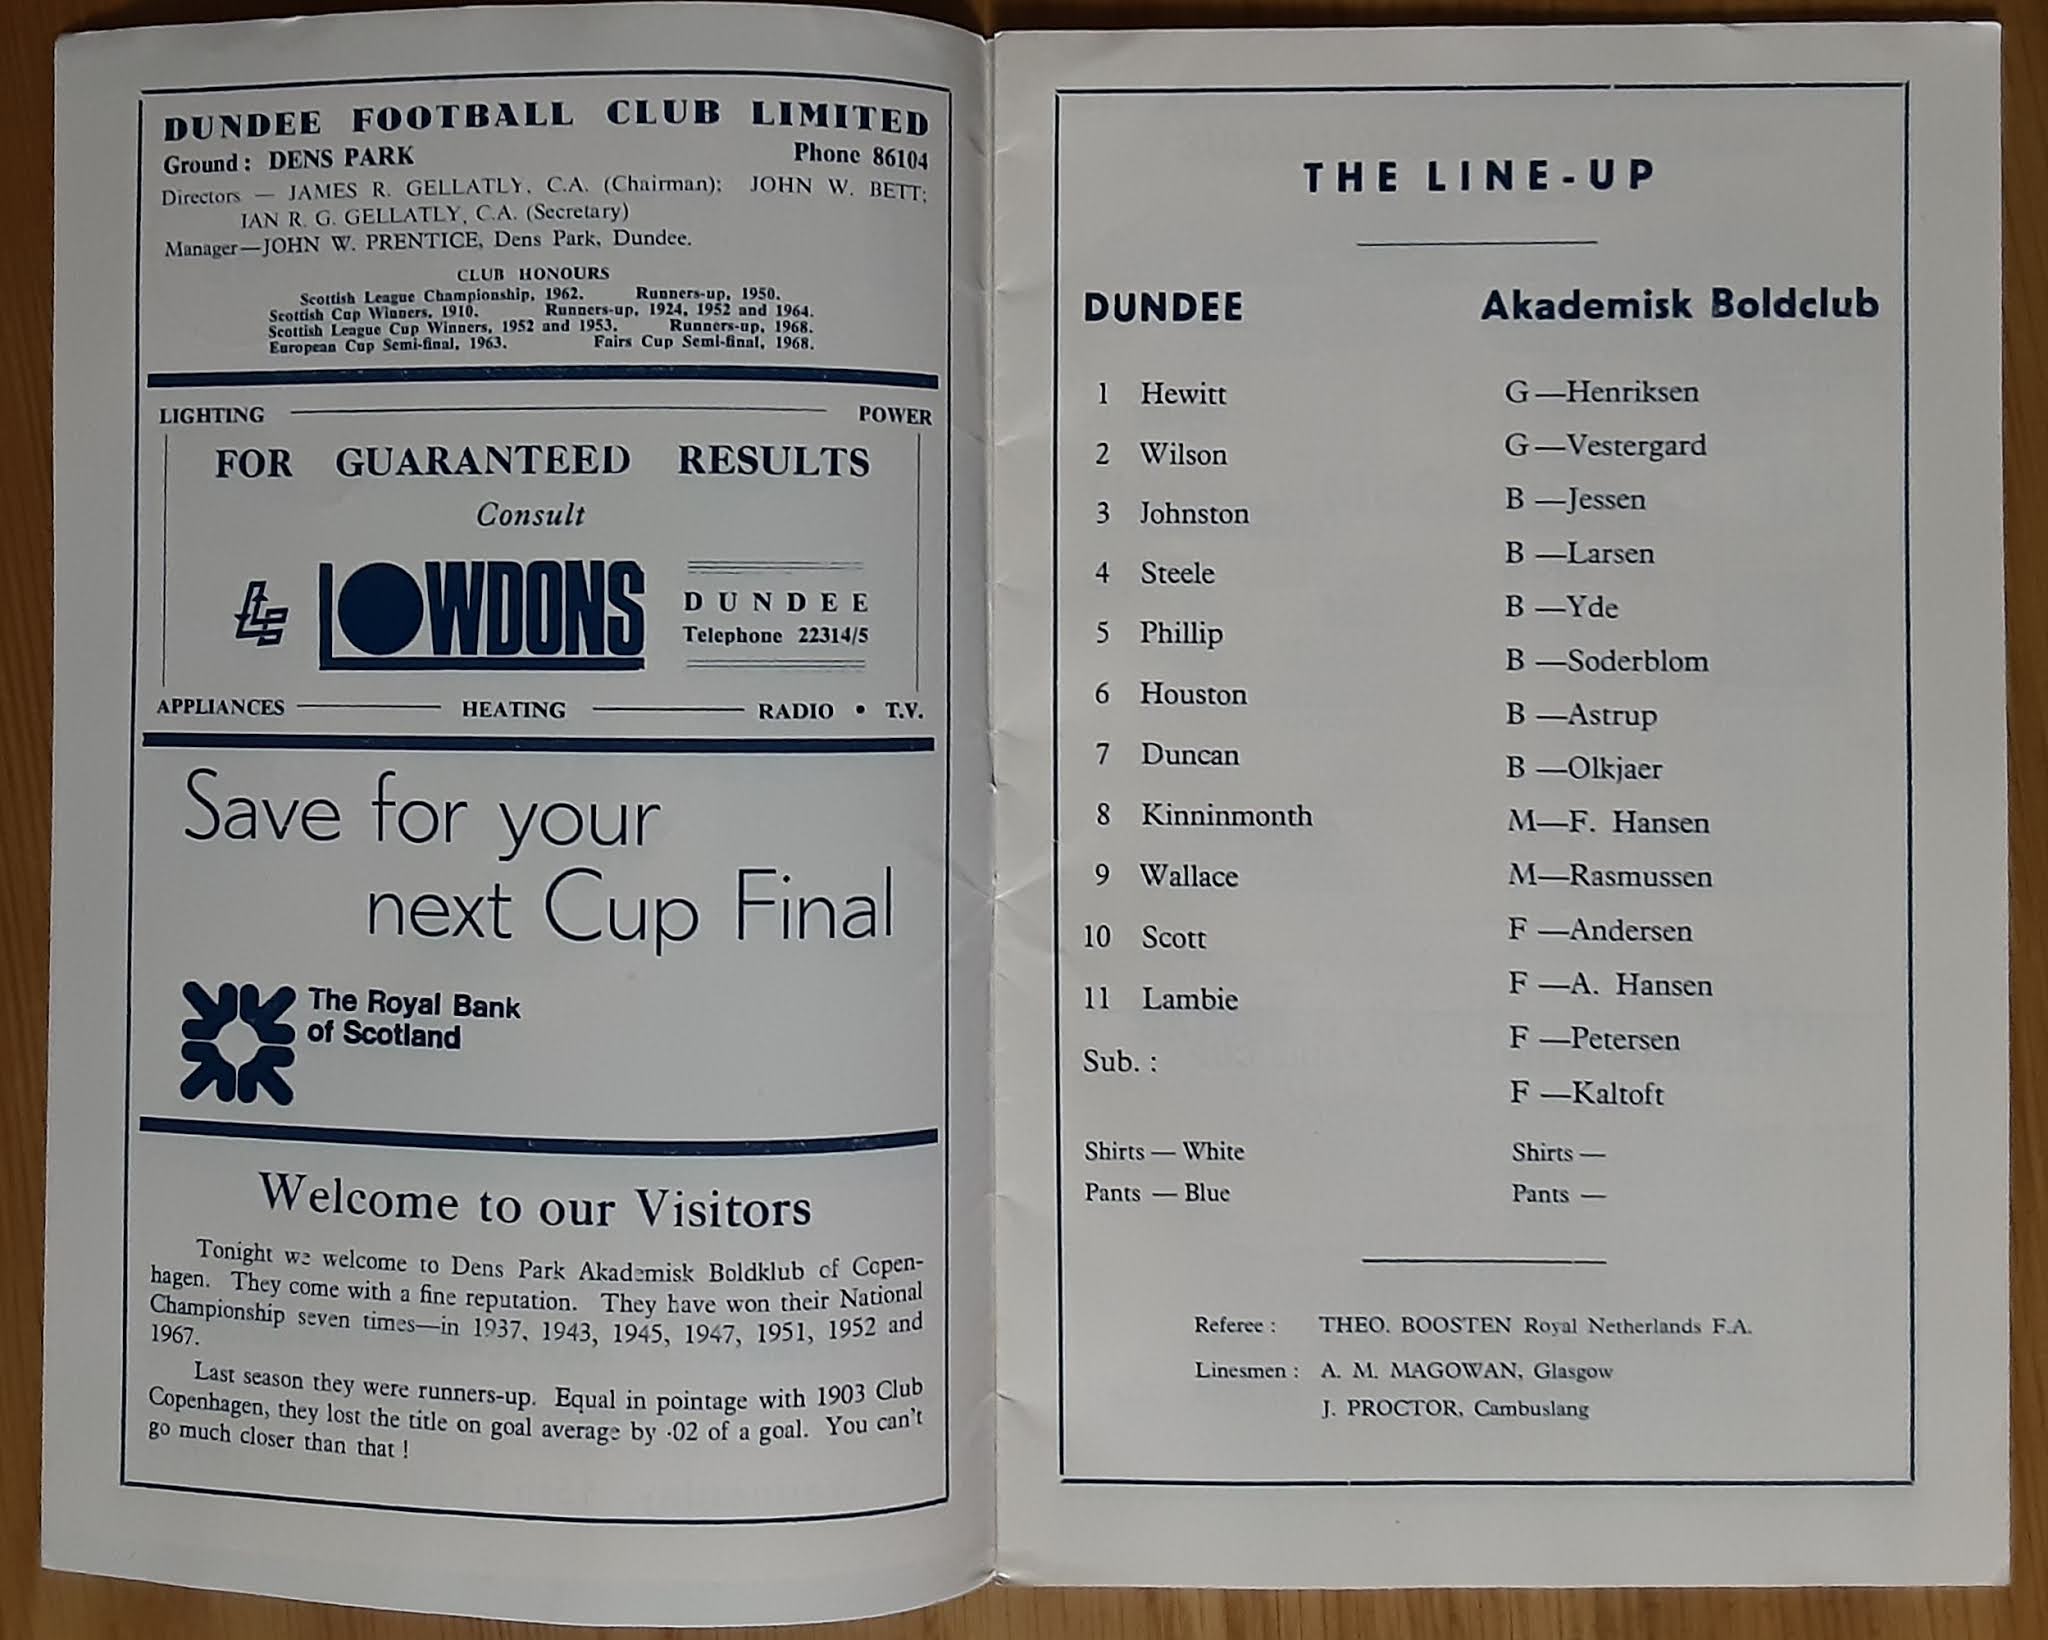 DUNDEE FOOTBALL CLUB LIMITED
Ground: DENS PARK Phone 86104
Directors — JAMES R. GELLATLY, C.A. (Chairman); JOHN W. BETT;
IAN R. G. GELLATLY, C.A. (Secretary)
Manager—JOHN W. PRENTICE, Dens Park, Dundee.
CLUB HONOURS
Scottish League Championship, 1962. Runners-up, 1950.
Scottish Cup Winners, 1910. Runners-up, 1924, 1952 and 1964.
Scottish League Cup Winners, 1952 and 1953. Runners-up, 1968.
European Cup Semi-final, 1963. Fairs Cup Semi-final, 1968.
LIGHTING POWER
FOR GUARANTEED RESULTS
Consult
LOWDONS
DUNDEE
Telephone 22314/5
APPLIANCES HEATING RADIO • T.V.
Save for your
next Cup Final
The Royal Bank
of Scotland
Welcome to our Visitors
Tonight we welcome to Dens Park Akademisk Boldklub of Copen-
hagen. They come with a fine reputation. They have won their National
Championship seven times—in 1937, 1943, 1945, 1947, 1951, 1952 and
1967.
Last season they were runners-up. Equal in pointage with 1903 Club
Copenhagen, they lost the title on goal average by ·02 of a goal. You can't
go much closer than that !
THE LINE-UP
DUNDEE
1 Hewitt
2 Wilson
3 Johnston
4 Steele
5 Phillip
6 Houston
7 Duncan
8 Kinninmonth
9 Wallace
10 Scott
11 Lambie
Sub. :
Shirts — White
Pants — Blue
Akademisk Boldclub
G —Henriksen
G —Vestergard
B —Jessen
B —Larsen
B —Yde
B —Soderblom
B —Astrup
B —Olkjaer
M—F. Hansen
M—Rasmussen
F —Andersen
F —A. Hansen
F —Petersen
F —Kaltoft
Shirts —
Pants —
Referee : THEO. BOOSTEN Royal Netherlands F.A.
Linesmen : A. M. MAGOWAN, Glasgow
J. PROCTOR, Cambuslang